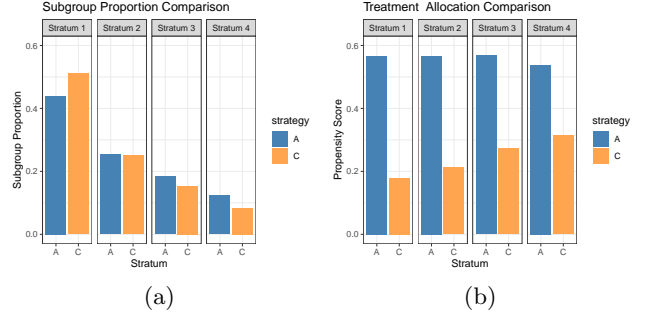 Subgroup Proportion Comparison
Stratum 1 Stratum 2 Stratum 3 Stratum 4
0.6
0.4
0.2
0.0
Subgroup Proportion
A C A C A C A C
Stratum
strategy
A
C
(a)
Treatment Allocation Comparison
Stratum 1 Stratum 2 Stratum 3 Stratum 4
0.6
0.4
0.2
0.0
Propensity Score
A C A C A C A C
Stratum
strategy
A
C
(b)